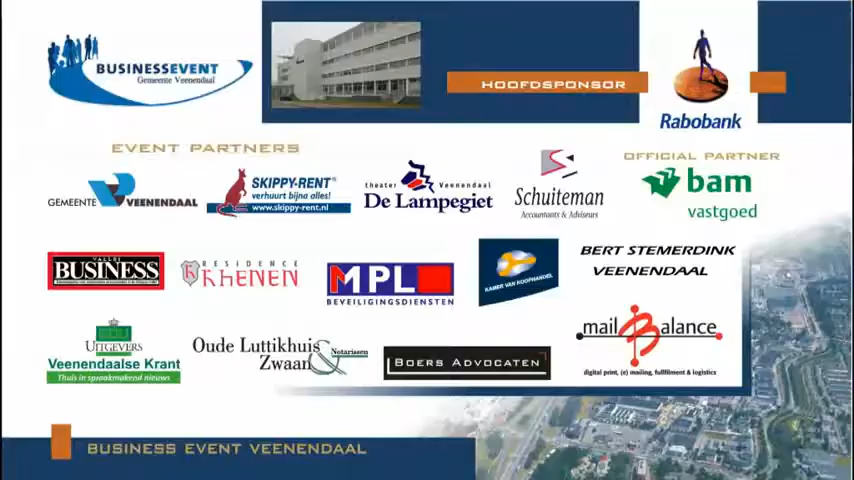 BUSINESSEVENT
Gemeente Veenendaal
HOOFDSPONSOR
Rabobank
EVENT PARTNERS
OFFICIAL PARTNER
GEMEENTE VEENENDAAL
SKIPPY-RENT®
verhuurt bijna alles!
www.skippy-rent.nl
theater Veenendaal
De Lampegiet
Schuiteman
Accountants & Adviseurs
bam
vastgoed
VALLEI
BUSINESS
RESIDENCE
RHENEN
MPL
BEVEILIGINGSDIENSTEN
KAMER VAN KOOPHANDEL
BERT STEMERDINK
VEENENDAAL
UITGEVERS
Veenendaalse Krant
Thuis in spraakmakend nieuws
Oude Luttikhuis
Zwaan & Notarissen
BOERS ADVOCATEN
mail Balance
digital print, (e) mailing, fullfilment & logistics
BUSINESS EVENT VEENENDAAL